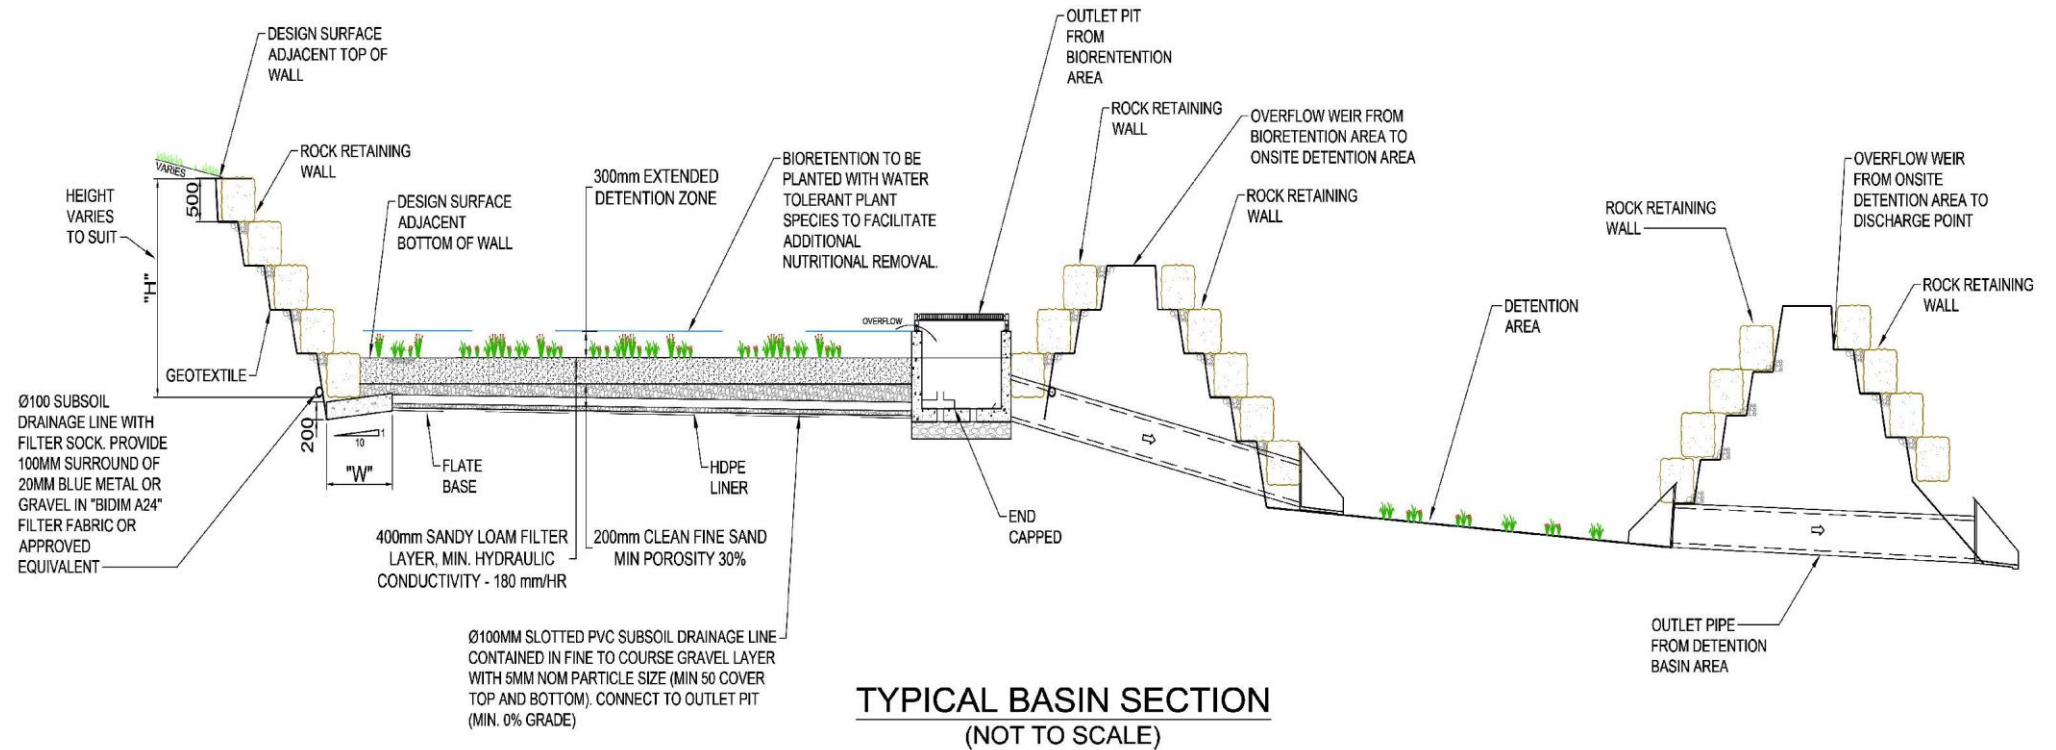 DESIGN SURFACE
ADJACENT TOP OF
WALL
OUTLET PIT
FROM
BIORENTENTION
AREA
ROCK RETAINING
WALL
OVERFLOW WEIR FROM
BIORETENTION AREA TO
ONSITE DETENTION AREA
VARIES
ROCK RETAINING
WALL
HEIGHT
VARIES
TO SUIT
500
"H"
DESIGN SURFACE
ADJACENT
BOTTOM OF WALL
300mm EXTENDED
DETENTION ZONE
BIORETENTION TO BE
PLANTED WITH WATER
TOLERANT PLANT
SPECIES TO FACILITATE
ADDITIONAL
NUTRITIONAL REMOVAL.
ROCK RETAINING
WALL
ROCK RETAINING
WALL
OVERFLOW WEIR
FROM ONSITE
DETENTION AREA TO
DISCHARGE POINT
ROCK RETAINING
WALL
DETENTION
AREA
OVERFLOW
GEOTEXTILE
Ø100 SUBSOIL
DRAINAGE LINE WITH
FILTER SOCK. PROVIDE
100MM SURROUND OF
20MM BLUE METAL OR
GRAVEL IN "BIDIM A24"
FILTER FABRIC OR
APPROVED
EQUIVALENT
200
1
10
"W"
FLATE
BASE
HDPE
LINER
END
CAPPED
400mm SANDY LOAM FILTER
LAYER, MIN. HYDRAULIC
CONDUCTIVITY - 180 mm/HR
200mm CLEAN FINE SAND
MIN POROSITY 30%
Ø100MM SLOTTED PVC SUBSOIL DRAINAGE LINE
CONTAINED IN FINE TO COURSE GRAVEL LAYER
WITH 5MM NOM PARTICLE SIZE (MIN 50 COVER
TOP AND BOTTOM). CONNECT TO OUTLET PIT
(MIN. 0% GRADE)
OUTLET PIPE
FROM DETENTION
BASIN AREA
TYPICAL BASIN SECTION
(NOT TO SCALE)